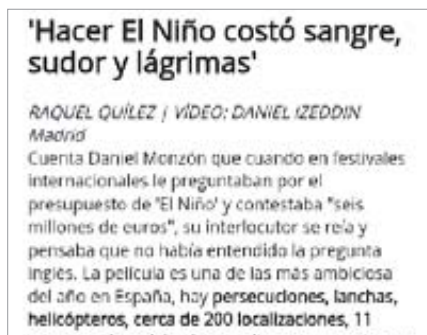 'Hacer El Niño costó sangre,
sudor y lágrimas'
RAQUEL QUÍLEZ / VÍDEO: DANIEL IZEDDIN
Madrid
Cuenta Daniel Monzón que cuando en festivales
internacionales le preguntaban por el
presupuesto de 'El Niño' y contestaba "seis
millones de euros", su interlocutor se reía y
pensaba que no había entendido la pregunta
inglés. La película es una de las más ambiciosa
del año en España, hay persecuciones, lanchas,
helicópteros, cerca de 200 localizaciones, 11